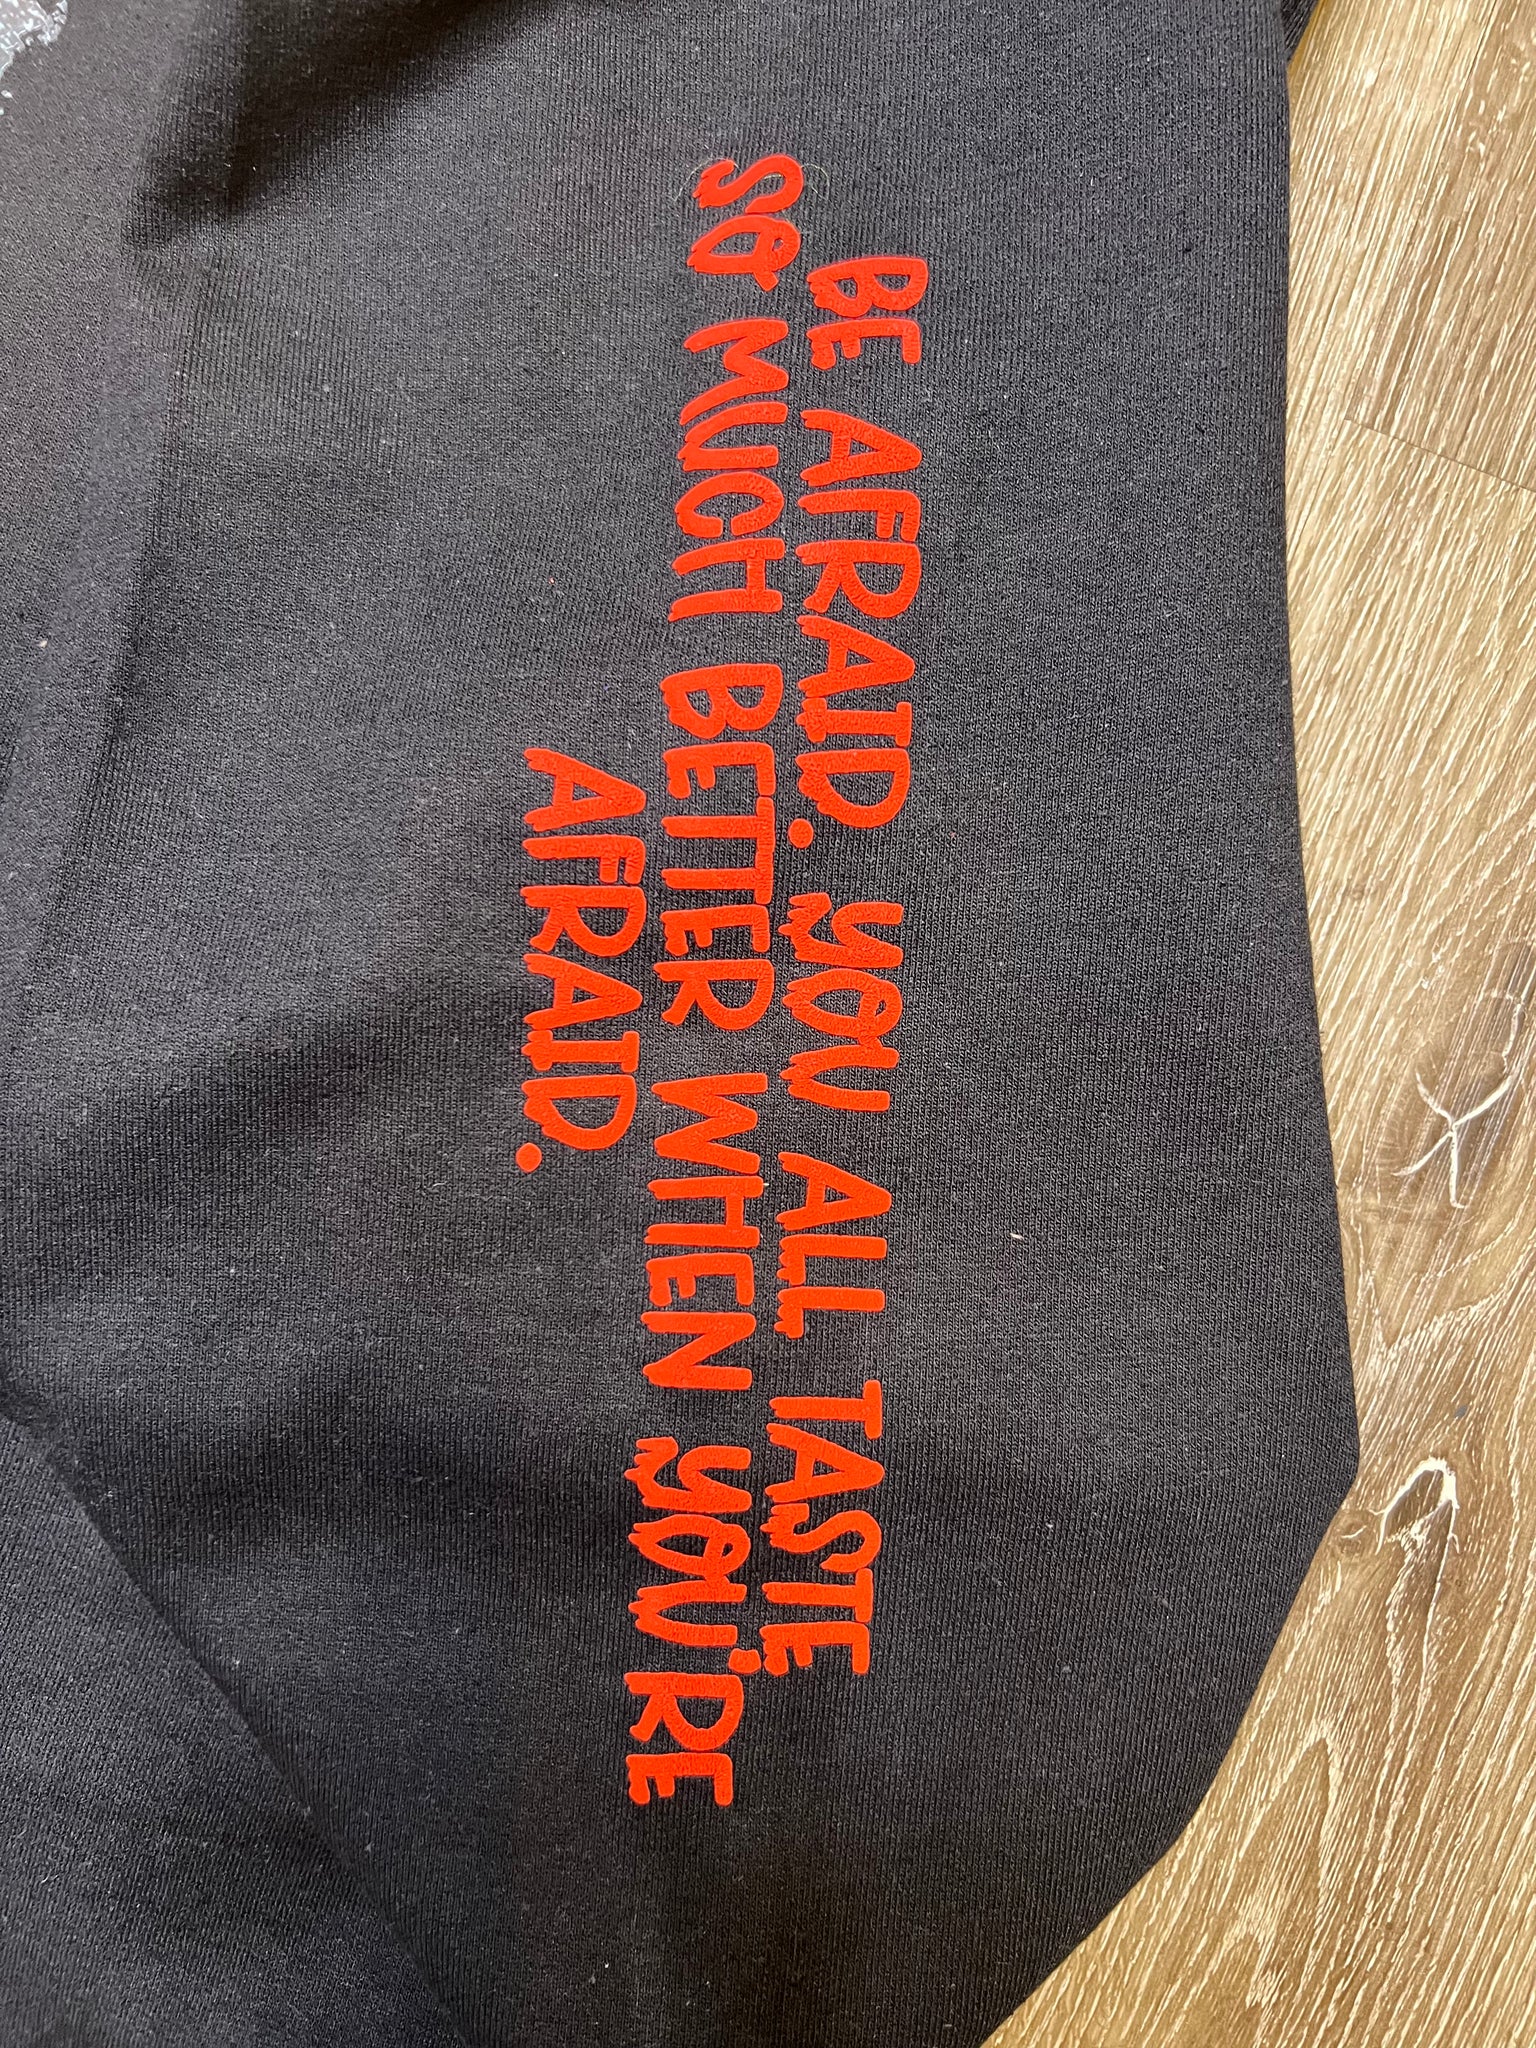 BE AFRAID. YOU ALL TASTE
SO MUCH BETTER WHEN YOU'RE
AFRAID.